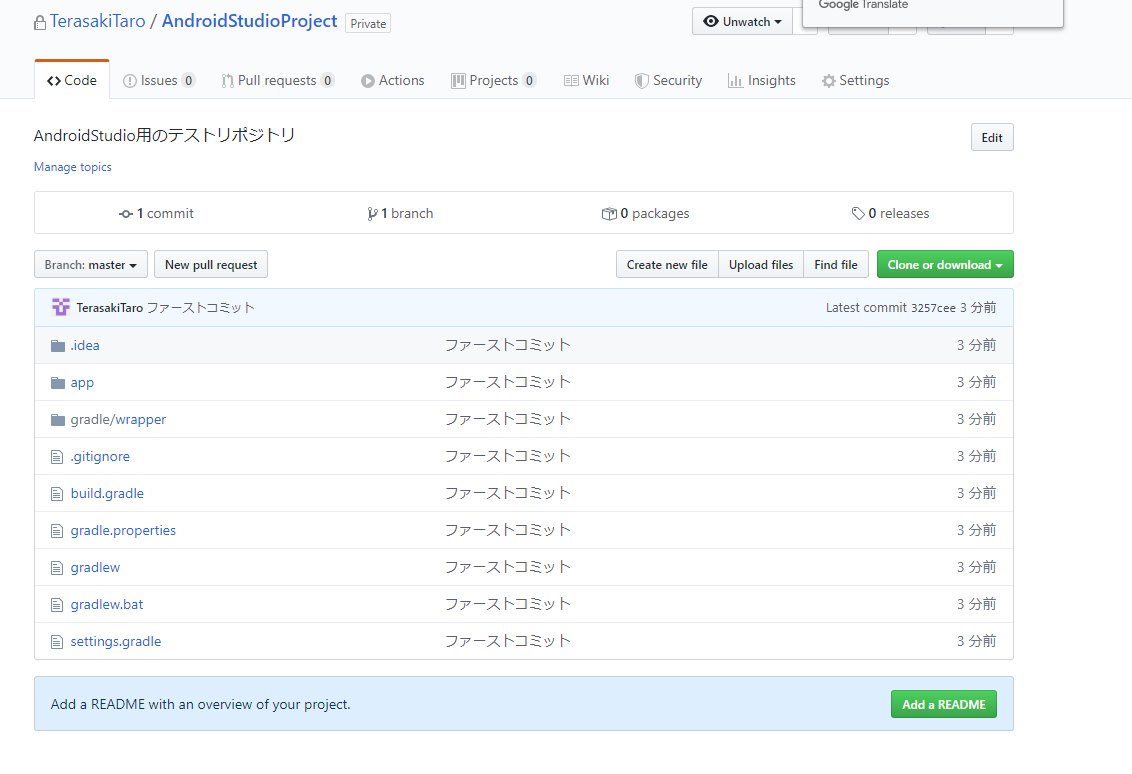 TerasakiTaro / AndroidStudioProject Private
Unwatch
Google Translate
Code Issues 0 Pull requests 0 Actions Projects 0 Wiki Security Insights Settings
AndroidStudio用のテストリポジトリ
Edit
Manage topics
1 commit 1 branch 0 packages 0 releases
Branch: master New pull request Create new file Upload files Find file Clone or download
TerasakiTaro ファーストコミット Latest commit 3257cee 3 分前
.idea ファーストコミット 3 分前
app ファーストコミット 3 分前
gradle/wrapper ファーストコミット 3 分前
.gitignore ファーストコミット 3 分前
build.gradle ファーストコミット 3 分前
gradle.properties ファーストコミット 3 分前
gradlew ファーストコミット 3 分前
gradlew.bat ファーストコミット 3 分前
settings.gradle ファーストコミット 3 分前
Add a README with an overview of your project. Add a README